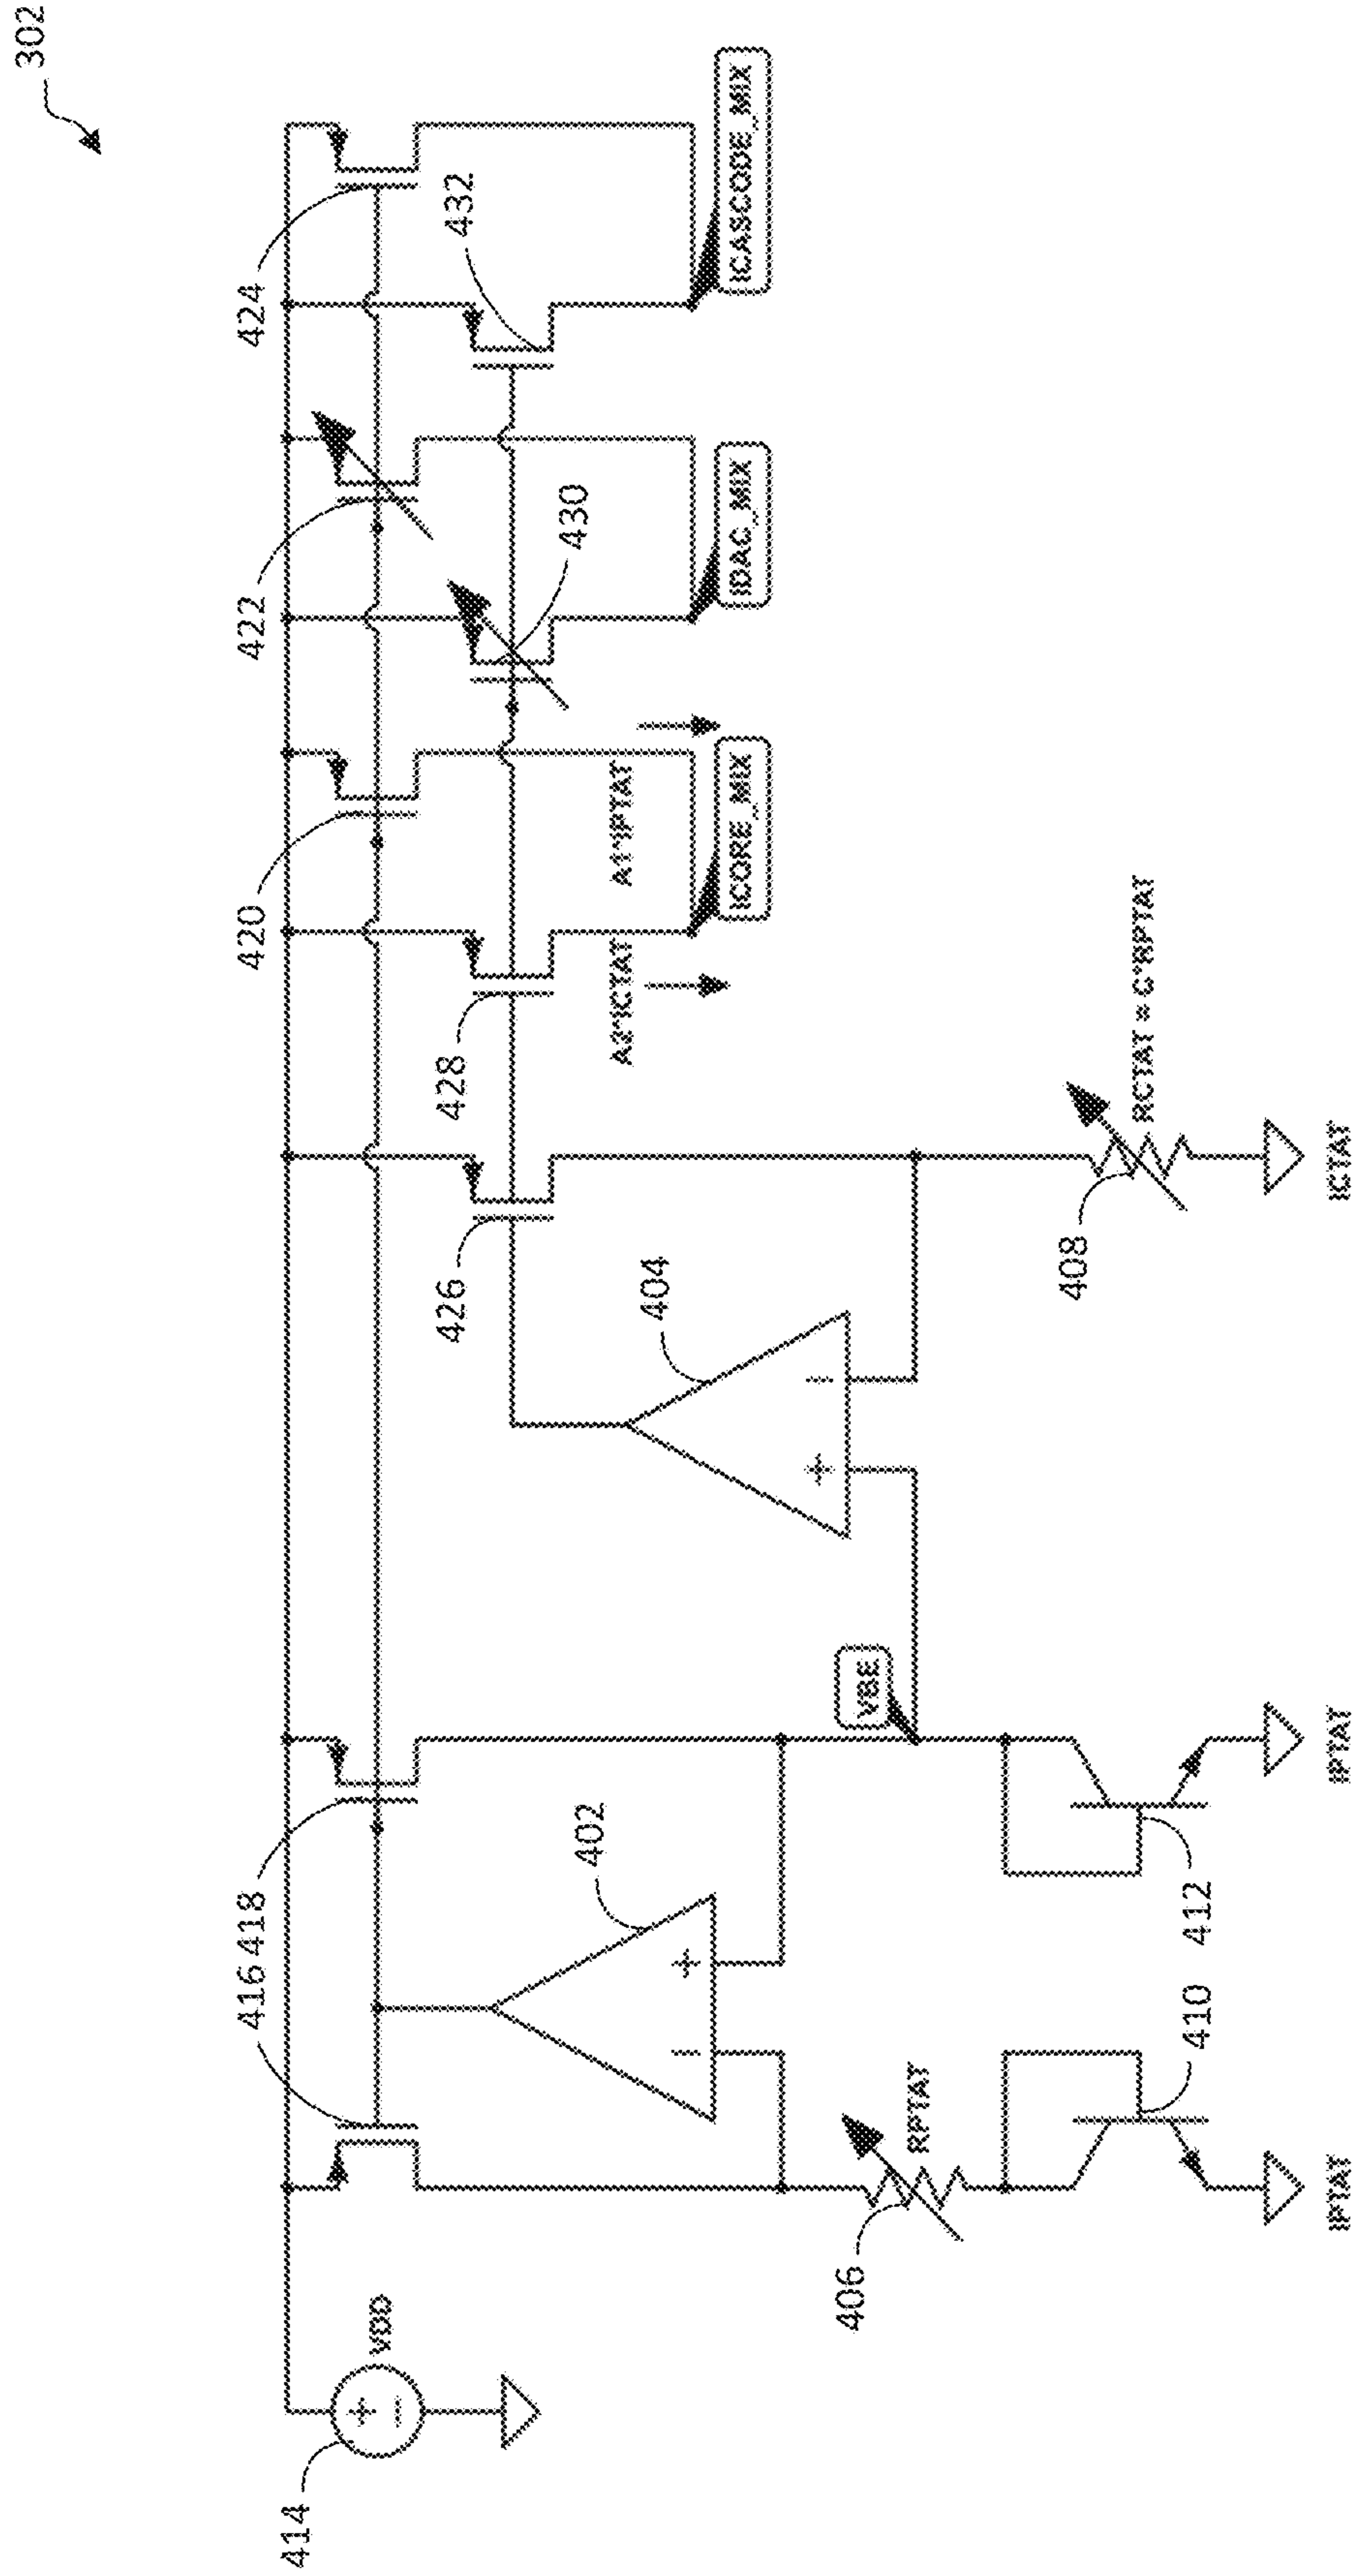 302
424
432
422
430
420
428
426
416
418
414
VDD
+
−
404
402
+
−
−
+
A2*ICTAT
A1*IPTAT
ICORE_MIX
IDAC_MIX
ICASCODE_MIX
VBE
406
RPTAT
410
412
408
RCTAT = C*RPTAT
IPTAT
IPTAT
ICTAT